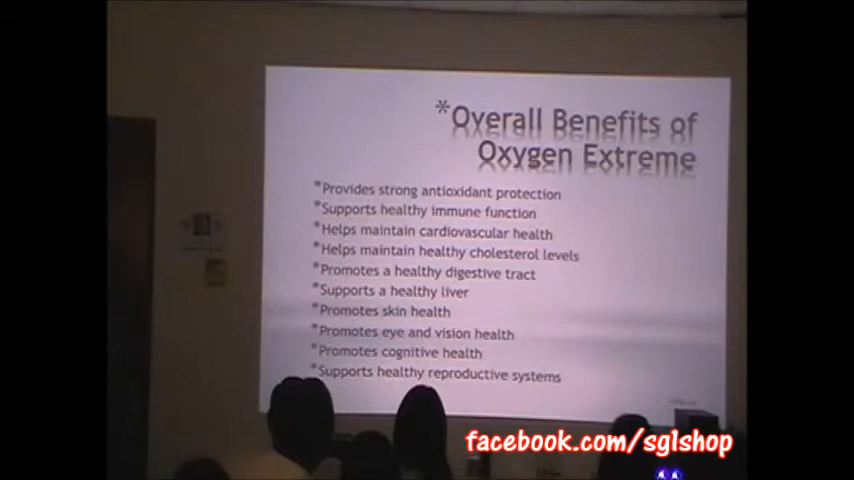 *Overall Benefits of
Oxygen Extreme
*Provides strong antioxidant protection
*Supports healthy immune function
*Helps maintain cardiovascular health
*Helps maintain healthy cholesterol levels
*Promotes a healthy digestive tract
*Supports a healthy liver
*Promotes skin health
*Promotes eye and vision health
*Promotes cognitive health
*Supports healthy reproductive systems
facebook.com/sg1shop